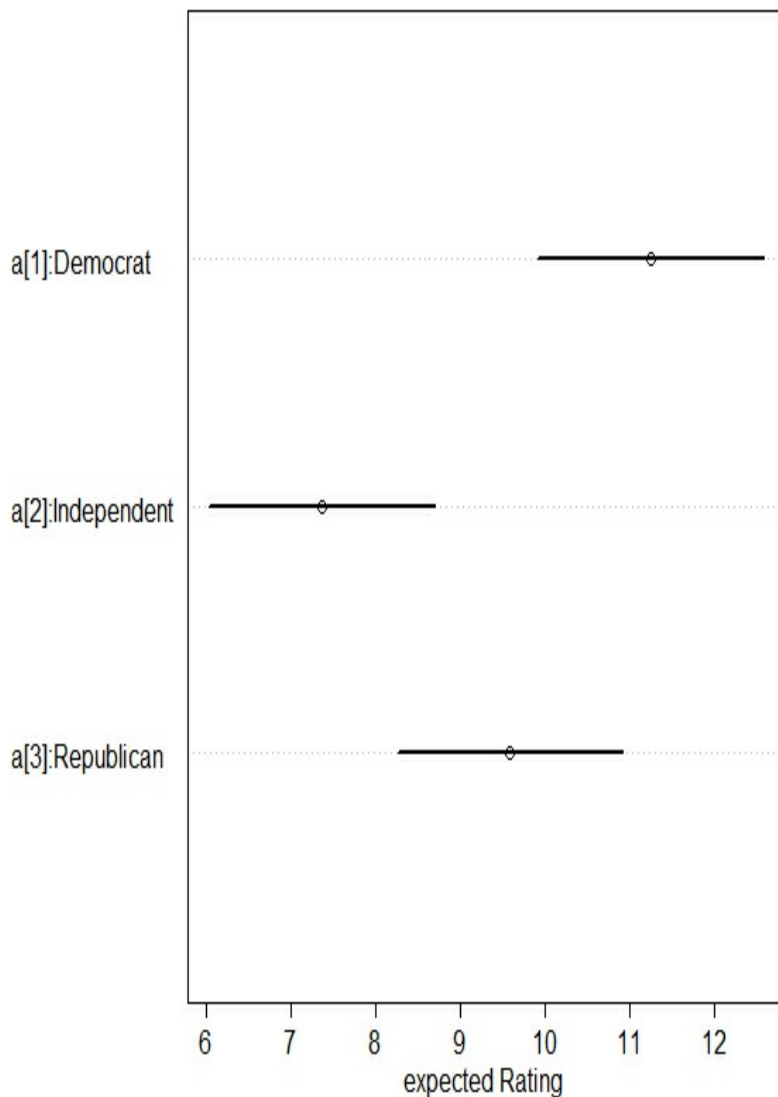 a[1]:Democrat
a[2]:Independent
a[3]:Republican
6 7 8 9 10 11 12
expected Rating